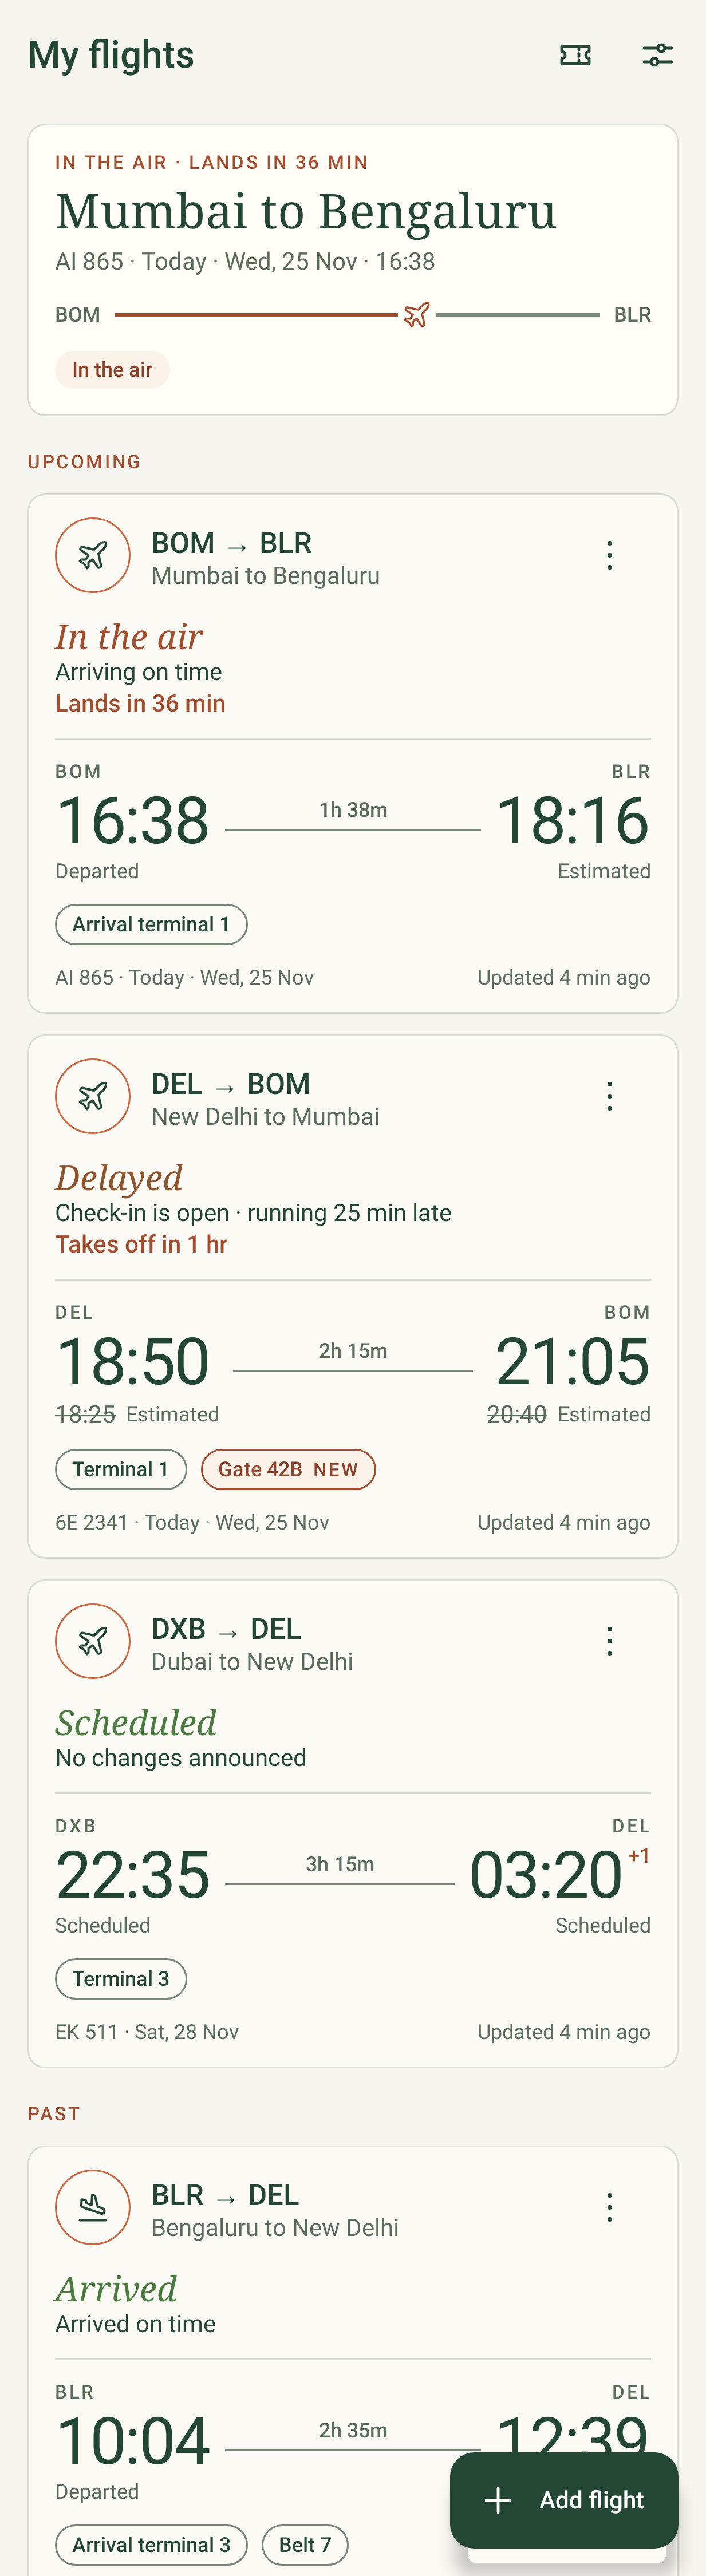 My flights
IN THE AIR · LANDS IN 36 MIN
Mumbai to Bengaluru
AI 865 · Today · Wed, 25 Nov · 16:38
BOM BLR
In the air
UPCOMING
BOM → BLR
Mumbai to Bengaluru
In the air
Arriving on time
Lands in 36 min
BOM BLR
16:38 1h 38m 18:16
Departed Estimated
Arrival terminal 1
AI 865 · Today · Wed, 25 Nov Updated 4 min ago
DEL → BOM
New Delhi to Mumbai
Delayed
Check-in is open · running 25 min late
Takes off in 1 hr
DEL BOM
18:50 2h 15m 21:05
18:25 Estimated 20:40 Estimated
Terminal 1 Gate 42B NEW
6E 2341 · Today · Wed, 25 Nov Updated 4 min ago
DXB → DEL
Dubai to New Delhi
Scheduled
No changes announced
DXB DEL
22:35 3h 15m 03:20 +1
Scheduled Scheduled
Terminal 3
EK 511 · Sat, 28 Nov Updated 4 min ago
PAST
BLR → DEL
Bengaluru to New Delhi
Arrived
Arrived on time
BLR DEL
10:04 2h 35m 12:39
Departed
Add flight
Arrival terminal 3 Belt 7